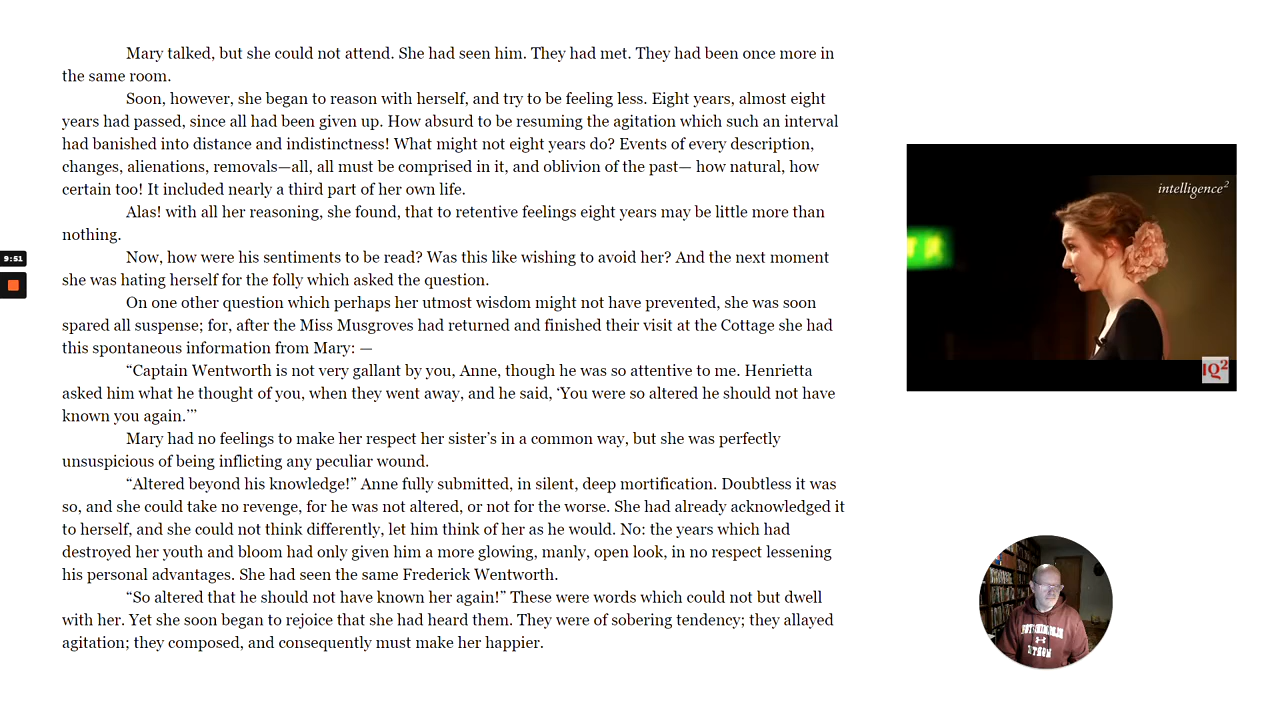 Mary talked, but she could not attend. She had seen him. They had met. They had been once more in
the same room.
Soon, however, she began to reason with herself, and try to be feeling less. Eight years, almost eight
years had passed, since all had been given up. How absurd to be resuming the agitation which such an interval
had banished into distance and indistinctness! What might not eight years do? Events of every description,
changes, alienations, removals—all, all must be comprised in it, and oblivion of the past— how natural, how
certain too! It included nearly a third part of her own life.
Alas! with all her reasoning, she found, that to retentive feelings eight years may be little more than
nothing.
Now, how were his sentiments to be read? Was this like wishing to avoid her? And the next moment
she was hating herself for the folly which asked the question.
On one other question which perhaps her utmost wisdom might not have prevented, she was soon
spared all suspense; for, after the Miss Musgroves had returned and finished their visit at the Cottage she had
this spontaneous information from Mary: —
“Captain Wentworth is not very gallant by you, Anne, though he was so attentive to me. Henrietta
asked him what he thought of you, when they went away, and he said, ‘You were so altered he should not have
known you again.’”
Mary had no feelings to make her respect her sister’s in a common way, but she was perfectly
unsuspicious of being inflicting any peculiar wound.
“Altered beyond his knowledge!” Anne fully submitted, in silent, deep mortification. Doubtless it was
so, and she could take no revenge, for he was not altered, or not for the worse. She had already acknowledged it
to herself, and she could not think differently, let him think of her as he would. No: the years which had
destroyed her youth and bloom had only given him a more glowing, manly, open look, in no respect lessening
his personal advantages. She had seen the same Frederick Wentworth.
“So altered that he should not have known her again!” These were words which could not but dwell
with her. Yet she soon began to rejoice that she had heard them. They were of sobering tendency; they allayed
agitation; they composed, and consequently must make her happier.
9:51
intelligence²
IQ2